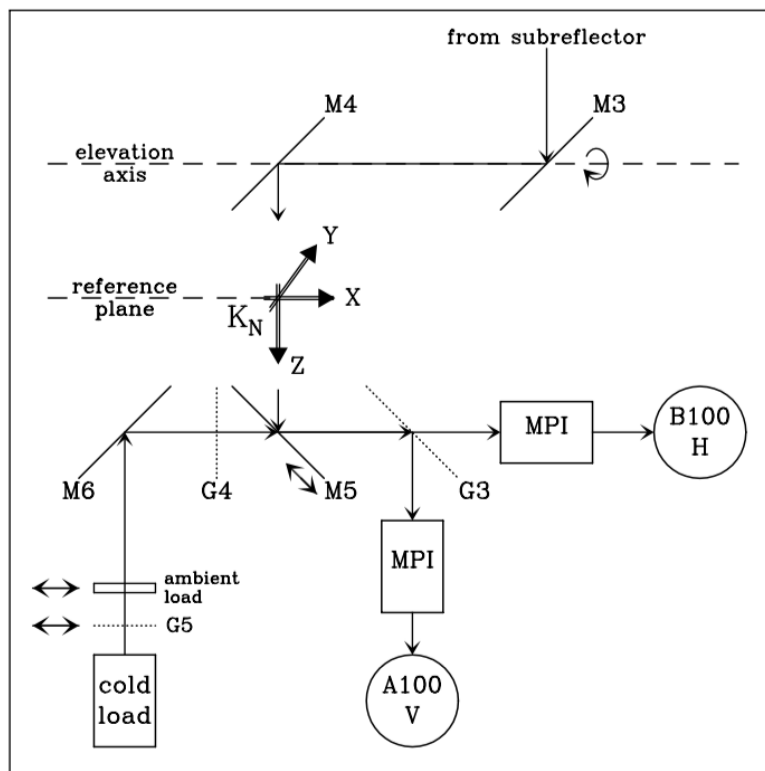 from subreflector
M4
M3
elevation
axis
Y
reference
plane
X
K_N
Z
MPI
B100
H
M6
G4
M5
G3
MPI
ambient
load
G5
cold
load
A100
V